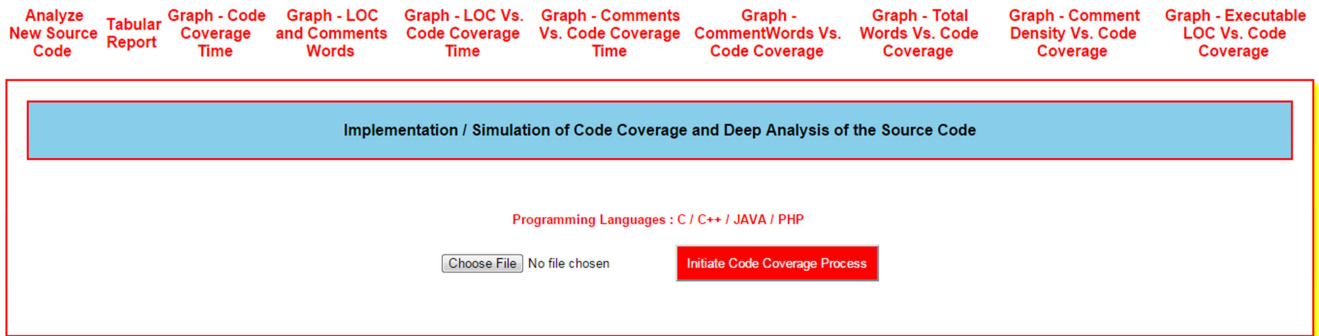 Analyze
New Source
Code
Tabular
Report
Graph - Code
Coverage
Time
Graph - LOC
and Comments
Words
Graph - LOC Vs.
Code Coverage
Time
Graph - Comments
Vs. Code Coverage
Time
Graph -
CommentWords Vs.
Code Coverage
Graph - Total
Words Vs. Code
Coverage
Graph - Comment
Density Vs. Code
Coverage
Graph - Executable
LOC Vs. Code
Coverage
Implementation / Simulation of Code Coverage and Deep Analysis of the Source Code
Programming Languages : C / C++ / JAVA / PHP
Choose File No file chosen
Initiate Code Coverage Process